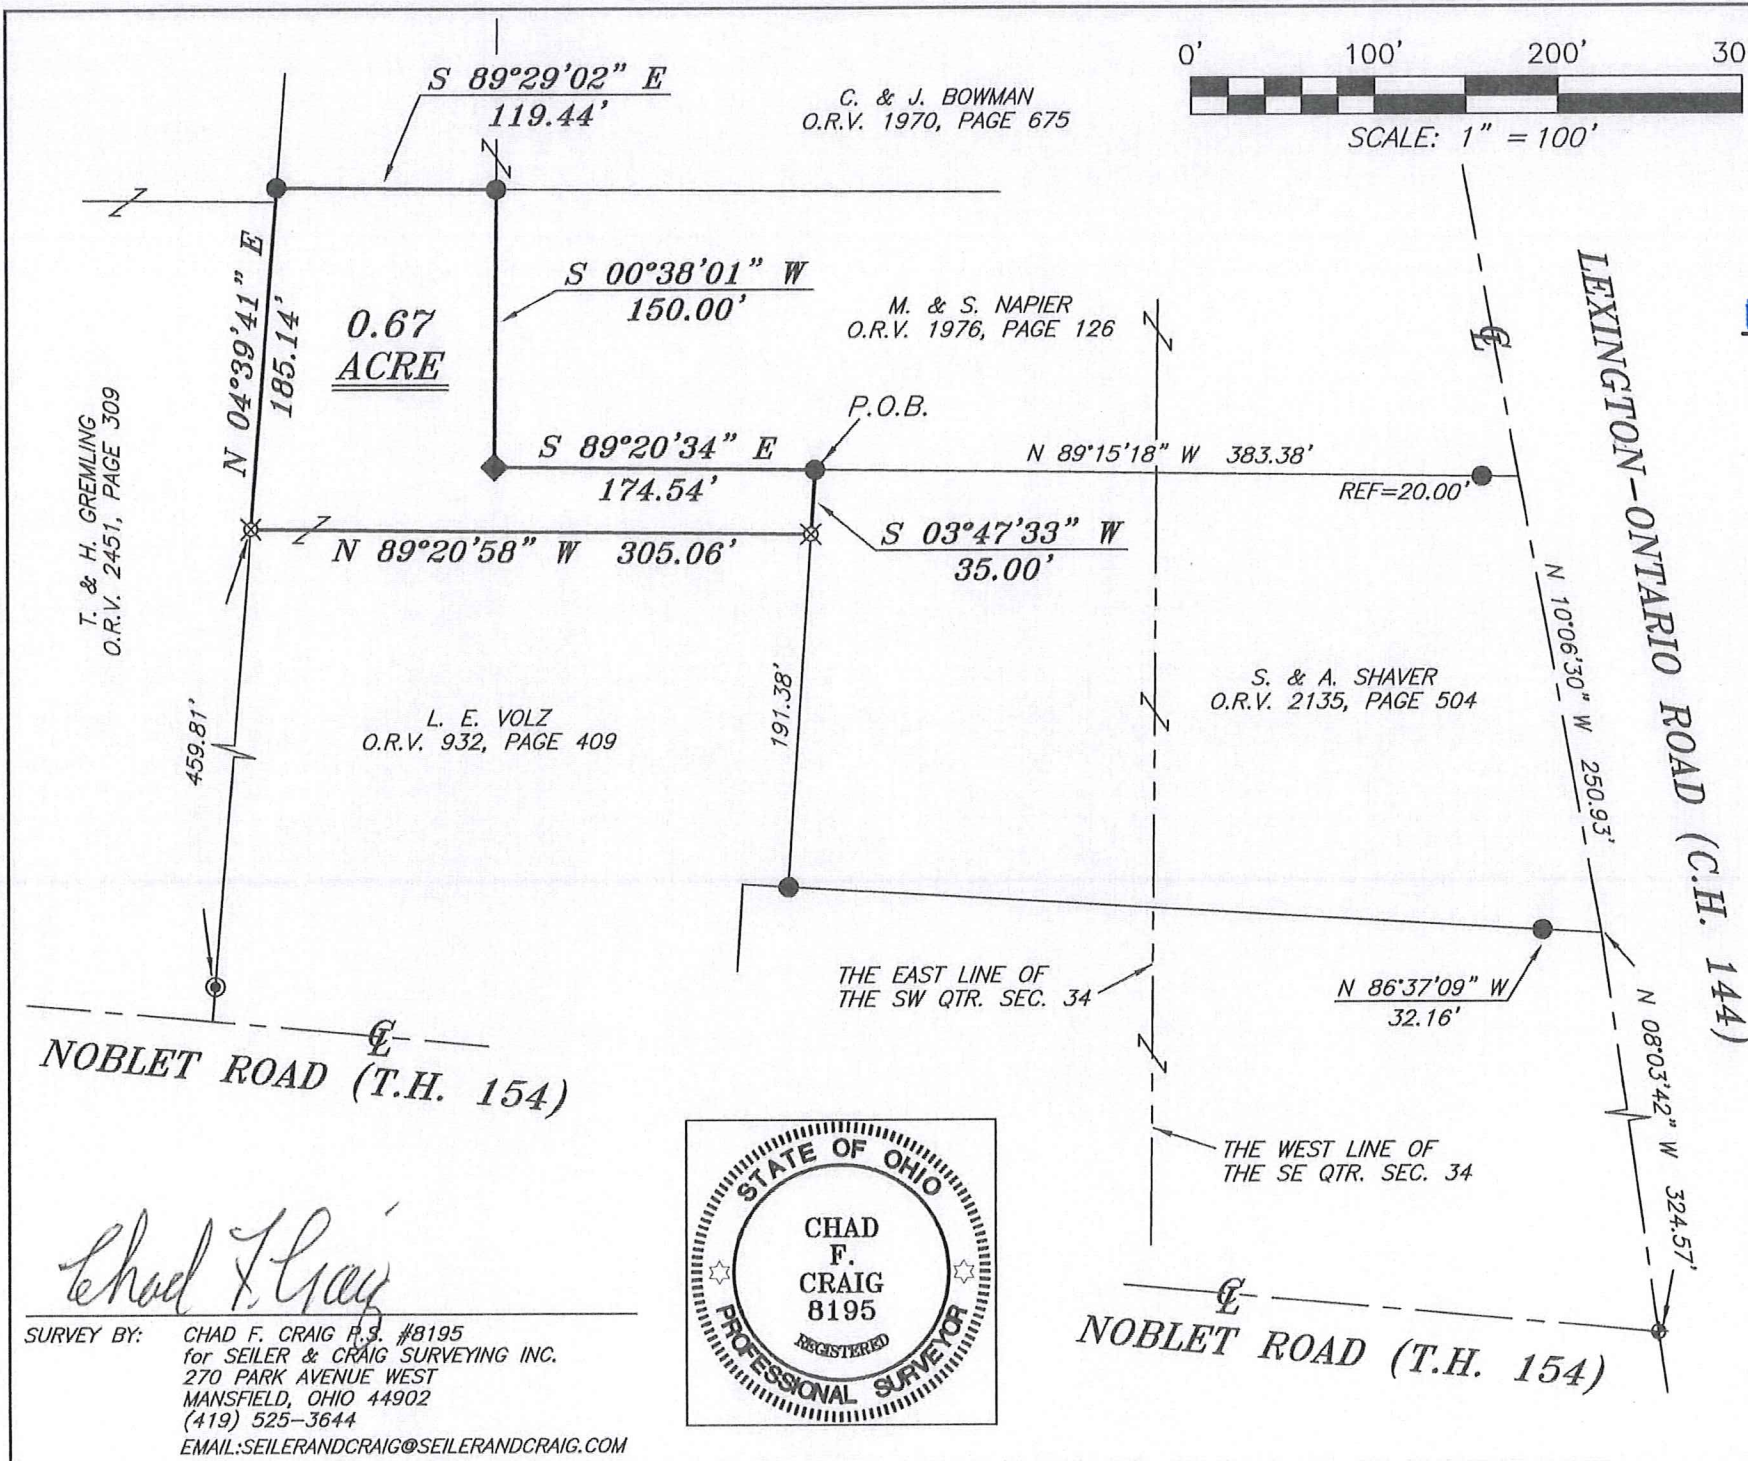 S 89°29'02" E
119.44'
C. & J. BOWMAN
O.R.V. 1970, PAGE 675
0' 100' 200' 30
SCALE: 1" = 100'
N 04°39'41" E
185.14'
0.67
ACRE
S 00°38'01" W
150.00'
M. & S. NAPIER
O.R.V. 1976, PAGE 126
LEXINGTON-ONTARIO ROAD (C.H. 144)
T. & H. GREMLING
O.R.V. 2451, PAGE 309
P.O.B.
S 89°20'34" E
174.54'
N 89°15'18" W 383.38'
REF=20.00'
N 89°20'58" W 305.06'
S 03°47'33" W
35.00'
N 10°06'30" W 250.93'
459.81'
L. E. VOLZ
O.R.V. 932, PAGE 409
191.38'
S. & A. SHAVER
O.R.V. 2135, PAGE 504
THE EAST LINE OF
THE SW QTR. SEC. 34
N 86°37'09" W
32.16'
N 08°03'42" W 324.57'
NOBLET ROAD (T.H. 154)
THE WEST LINE OF
THE SE QTR. SEC. 34
STATE OF OHIO
CHAD
F.
CRAIG
8195
REGISTERED
PROFESSIONAL SURVEYOR
NOBLET ROAD (T.H. 154)
Chad F. Craig
SURVEY BY: CHAD F. CRAIG P.S. #8195
for SEILER & CRAIG SURVEYING INC.
270 PARK AVENUE WEST
MANSFIELD, OHIO 44902
(419) 525-3644
EMAIL:SEILERANDCRAIG@SEILERANDCRAIG.COM